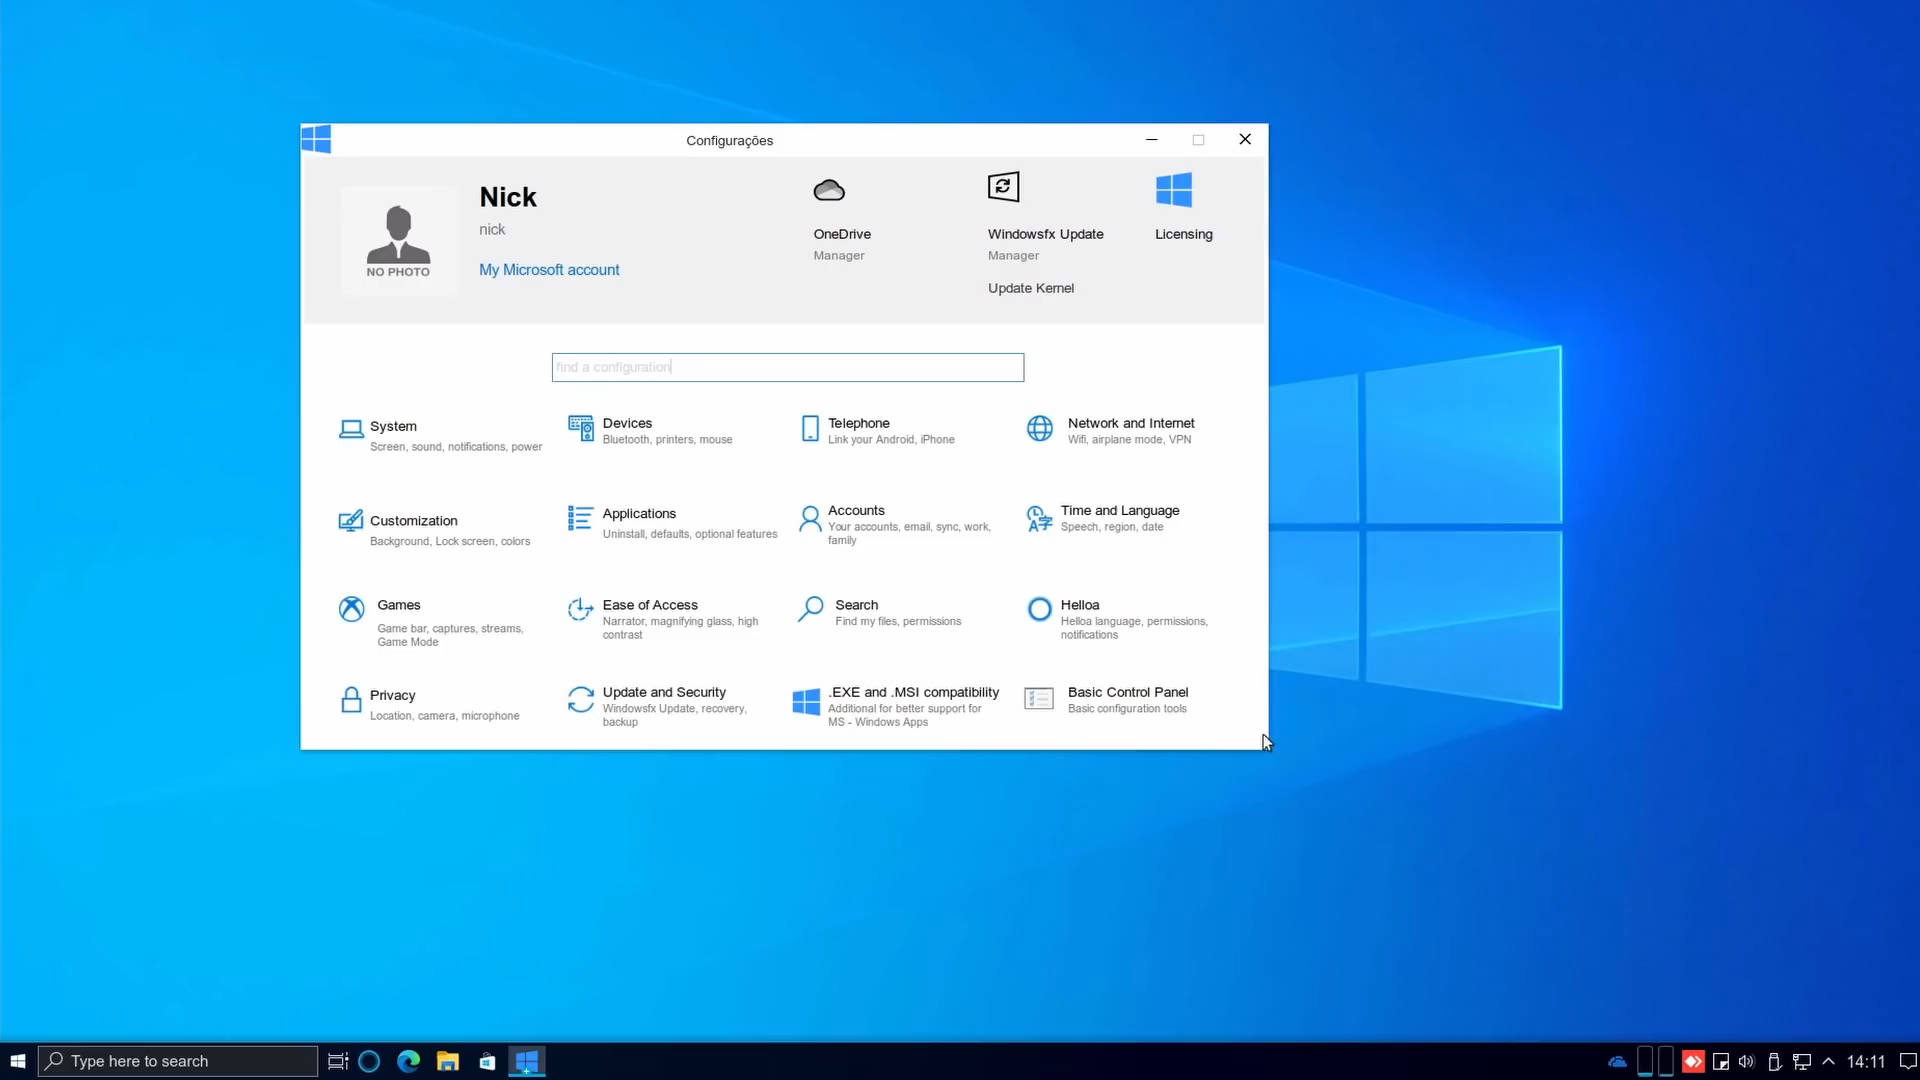 Configurações
Nick
nick
My Microsoft account
NO PHOTO
OneDrive
Manager
Windowsfx Update
Manager
Update Kernel
Licensing
find a configuration
System
Screen, sound, notifications, power
Devices
Bluetooth, printers, mouse
Telephone
Link your Android, iPhone
Network and Internet
Wifi, airplane mode, VPN
Customization
Background, Lock screen, colors
Applications
Uninstall, defaults, optional features
Accounts
Your accounts, email, sync, work,
family
Time and Language
Speech, region, date
Games
Game bar, captures, streams,
Game Mode
Ease of Access
Narrator, magnifying glass, high
contrast
Search
Find my files, permissions
Helloa
Helloa language, permissions,
notifications
Privacy
Location, camera, microphone
Update and Security
Windowsfx Update, recovery,
backup
.EXE and .MSI compatibility
Additional for better support for
MS - Windows Apps
Basic Control Panel
Basic configuration tools
Type here to search
14:11